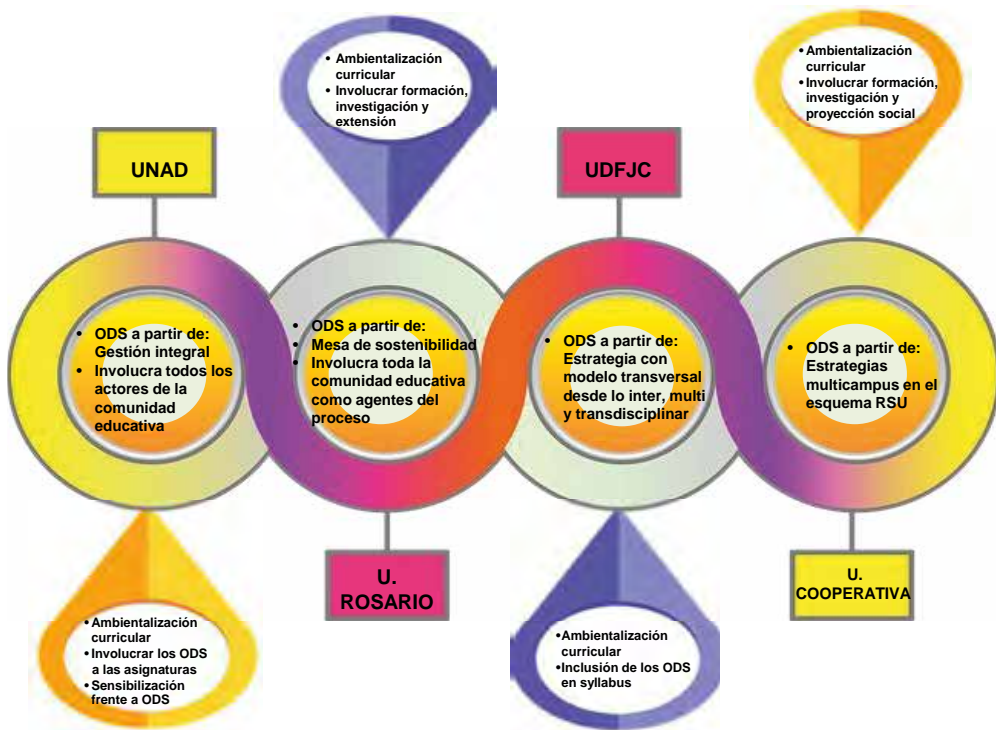 UNAD
• ODS a partir de:
Gestión integral
• Involucra todos los
actores de la
comunidad
educativa
• Ambientalización
curricular
• Involucrar los ODS
a las asignaturas
• Sensibilización
frente a ODS
• Ambientalización
curricular
• Involucrar formación,
investigación y
extensión
• ODS a partir de:
• Mesa de sostenibilidad
• Involucra toda la
comunidad educativa
como agentes del
proceso
U.
ROSARIO
UDFJC
• ODS a partir de:
Estrategia con
modelo transversal
desde lo inter, multi
y transdisciplinar
• Ambientalización
curricular
• Inclusión de los ODS
en syllabus
• Ambientalización
curricular
• Involucrar formación,
investigación y
proyección social
• ODS a partir de:
Estrategias
multicampus en el
esquema RSU
U.
COOPERATIVA